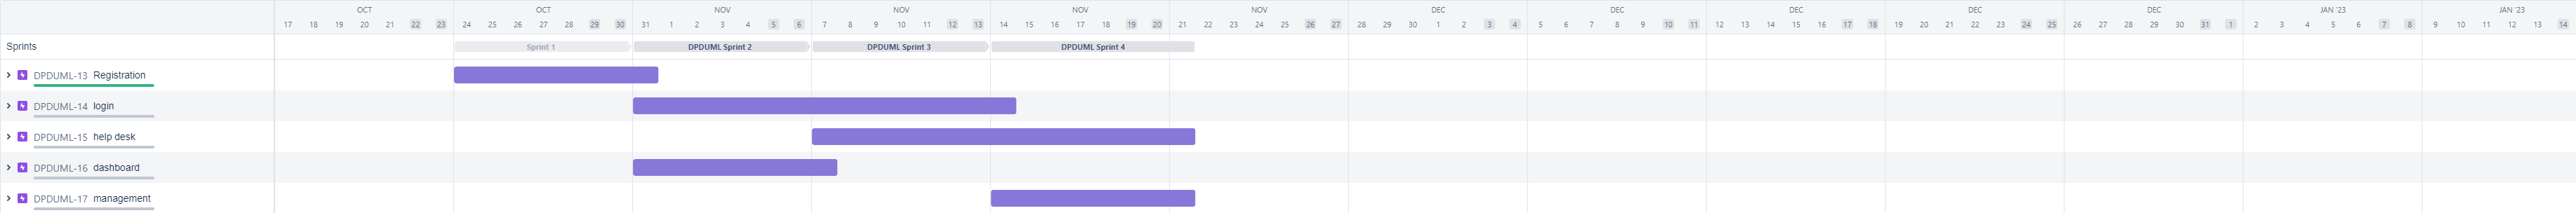 OCT OCT NOV NOV NOV NOV DEC DEC DEC DEC DEC JAN '23 JAN '23
17 18 19 20 21 22 23 24 25 26 27 28 29 30 31 1 2 3 4 5 6 7 8 9 10 11 12 13 14 15 16 17 18 19 20 21 22 23 24 25 26 27 28 29 30 1 2 3 4 5 6 7 8 9 10 11 12 13 14 15 16 17 18 19 20 21 22 23 24 25 26 27 28 29 30 31 1 2 3 4 5 6 7 8 9 10 11 12 13 14
Sprints Sprint 1 DPDUML Sprint 2 DPDUML Sprint 3 DPDUML Sprint 4
DPDUML-13 Registration
DPDUML-14 login
DPDUML-15 help desk
DPDUML-16 dashboard
DPDUML-17 management